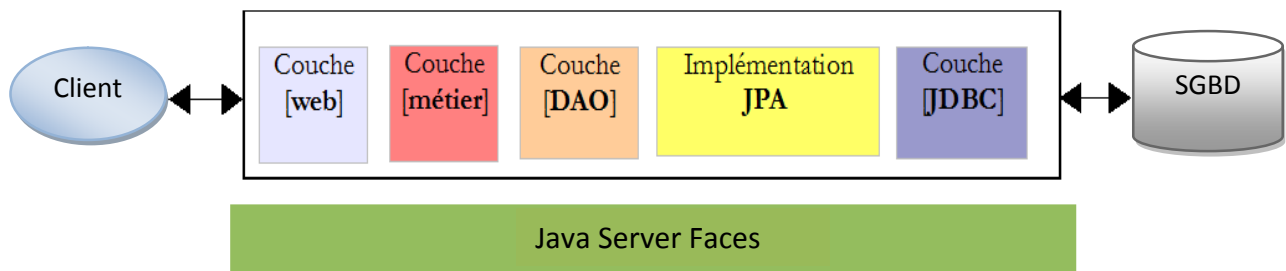 Client
Couche
[web]
Couche
[métier]
Couche
[DAO]
Implémentation
JPA
Couche
[JDBC]
SGBD
Java Server Faces